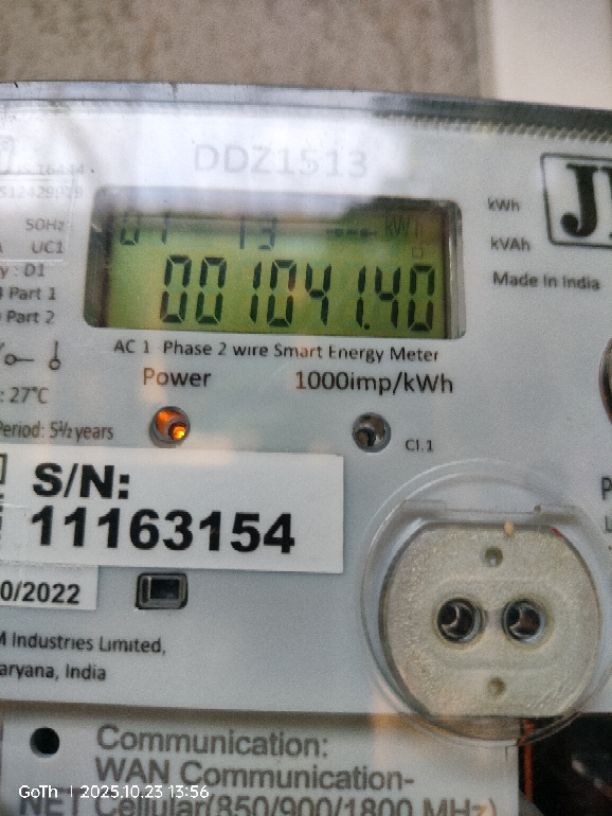 DDZ1513
50Hz
UC1
: D1
Part 1
Part 2
: 27°C
Period: 5½ years
01 13 --- kWh
001041.40
kWh
kVAh
Made In India
AC 1 Phase 2 wire Smart Energy Meter
Power 1000imp/kWh
Cl.1
S/N:
11163154
0/2022
M Industries Limited,
aryana, India
Communication:
WAN Communication-
NET Cellular(850/900/1800 MHz)
GoTh | 2025.10.23 13:56